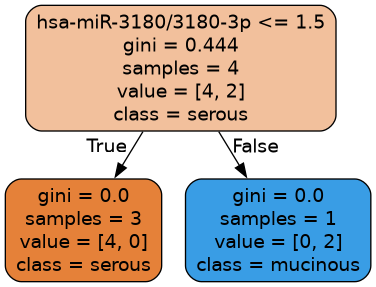 hsa-miR-3180/3180-3p <= 1.5
gini = 0.444
samples = 4
value = [4, 2]
class = serous
True
False
gini = 0.0
samples = 3
value = [4, 0]
class = serous
gini = 0.0
samples = 1
value = [0, 2]
class = mucinous